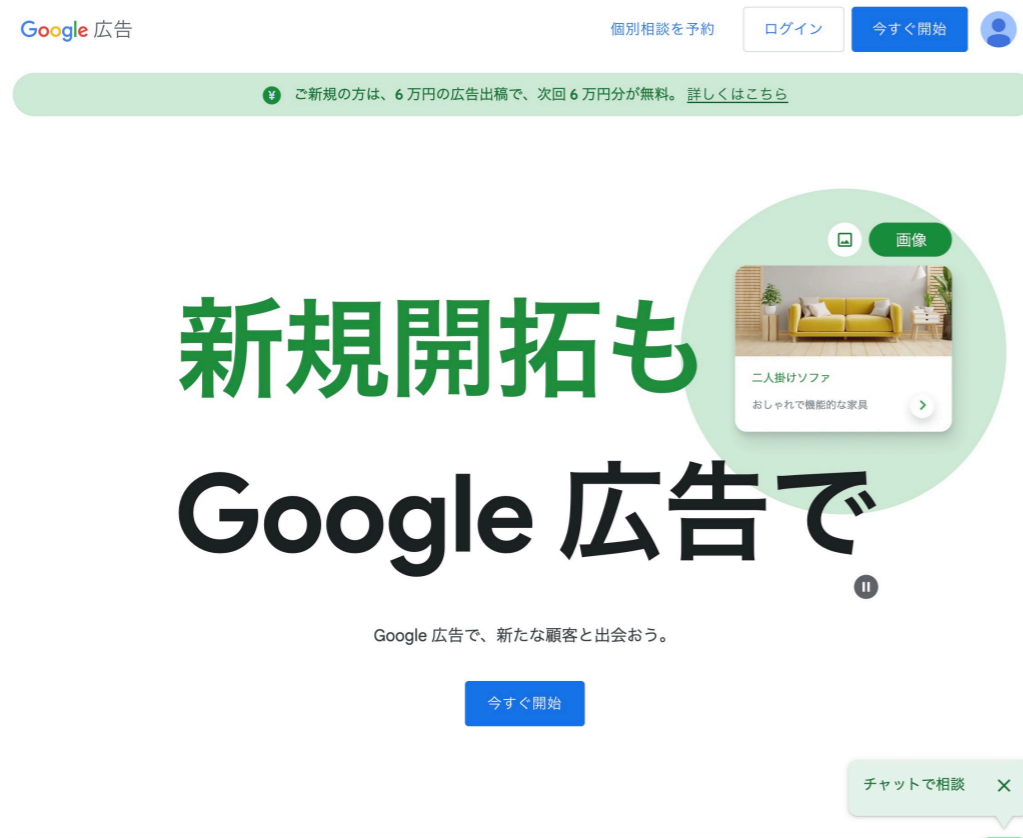 Google 広告
個別相談を予約
ログイン
今すぐ開始
¥ ご新規の方は、6 万円の広告出稿で、次回 6 万円分が無料。 詳しくはこちら
画像
二人掛けソファ
おしゃれで機能的な家具
新規開拓も
Google 広告で
Google 広告で、新たな顧客と出会おう。
今すぐ開始
チャットで相談